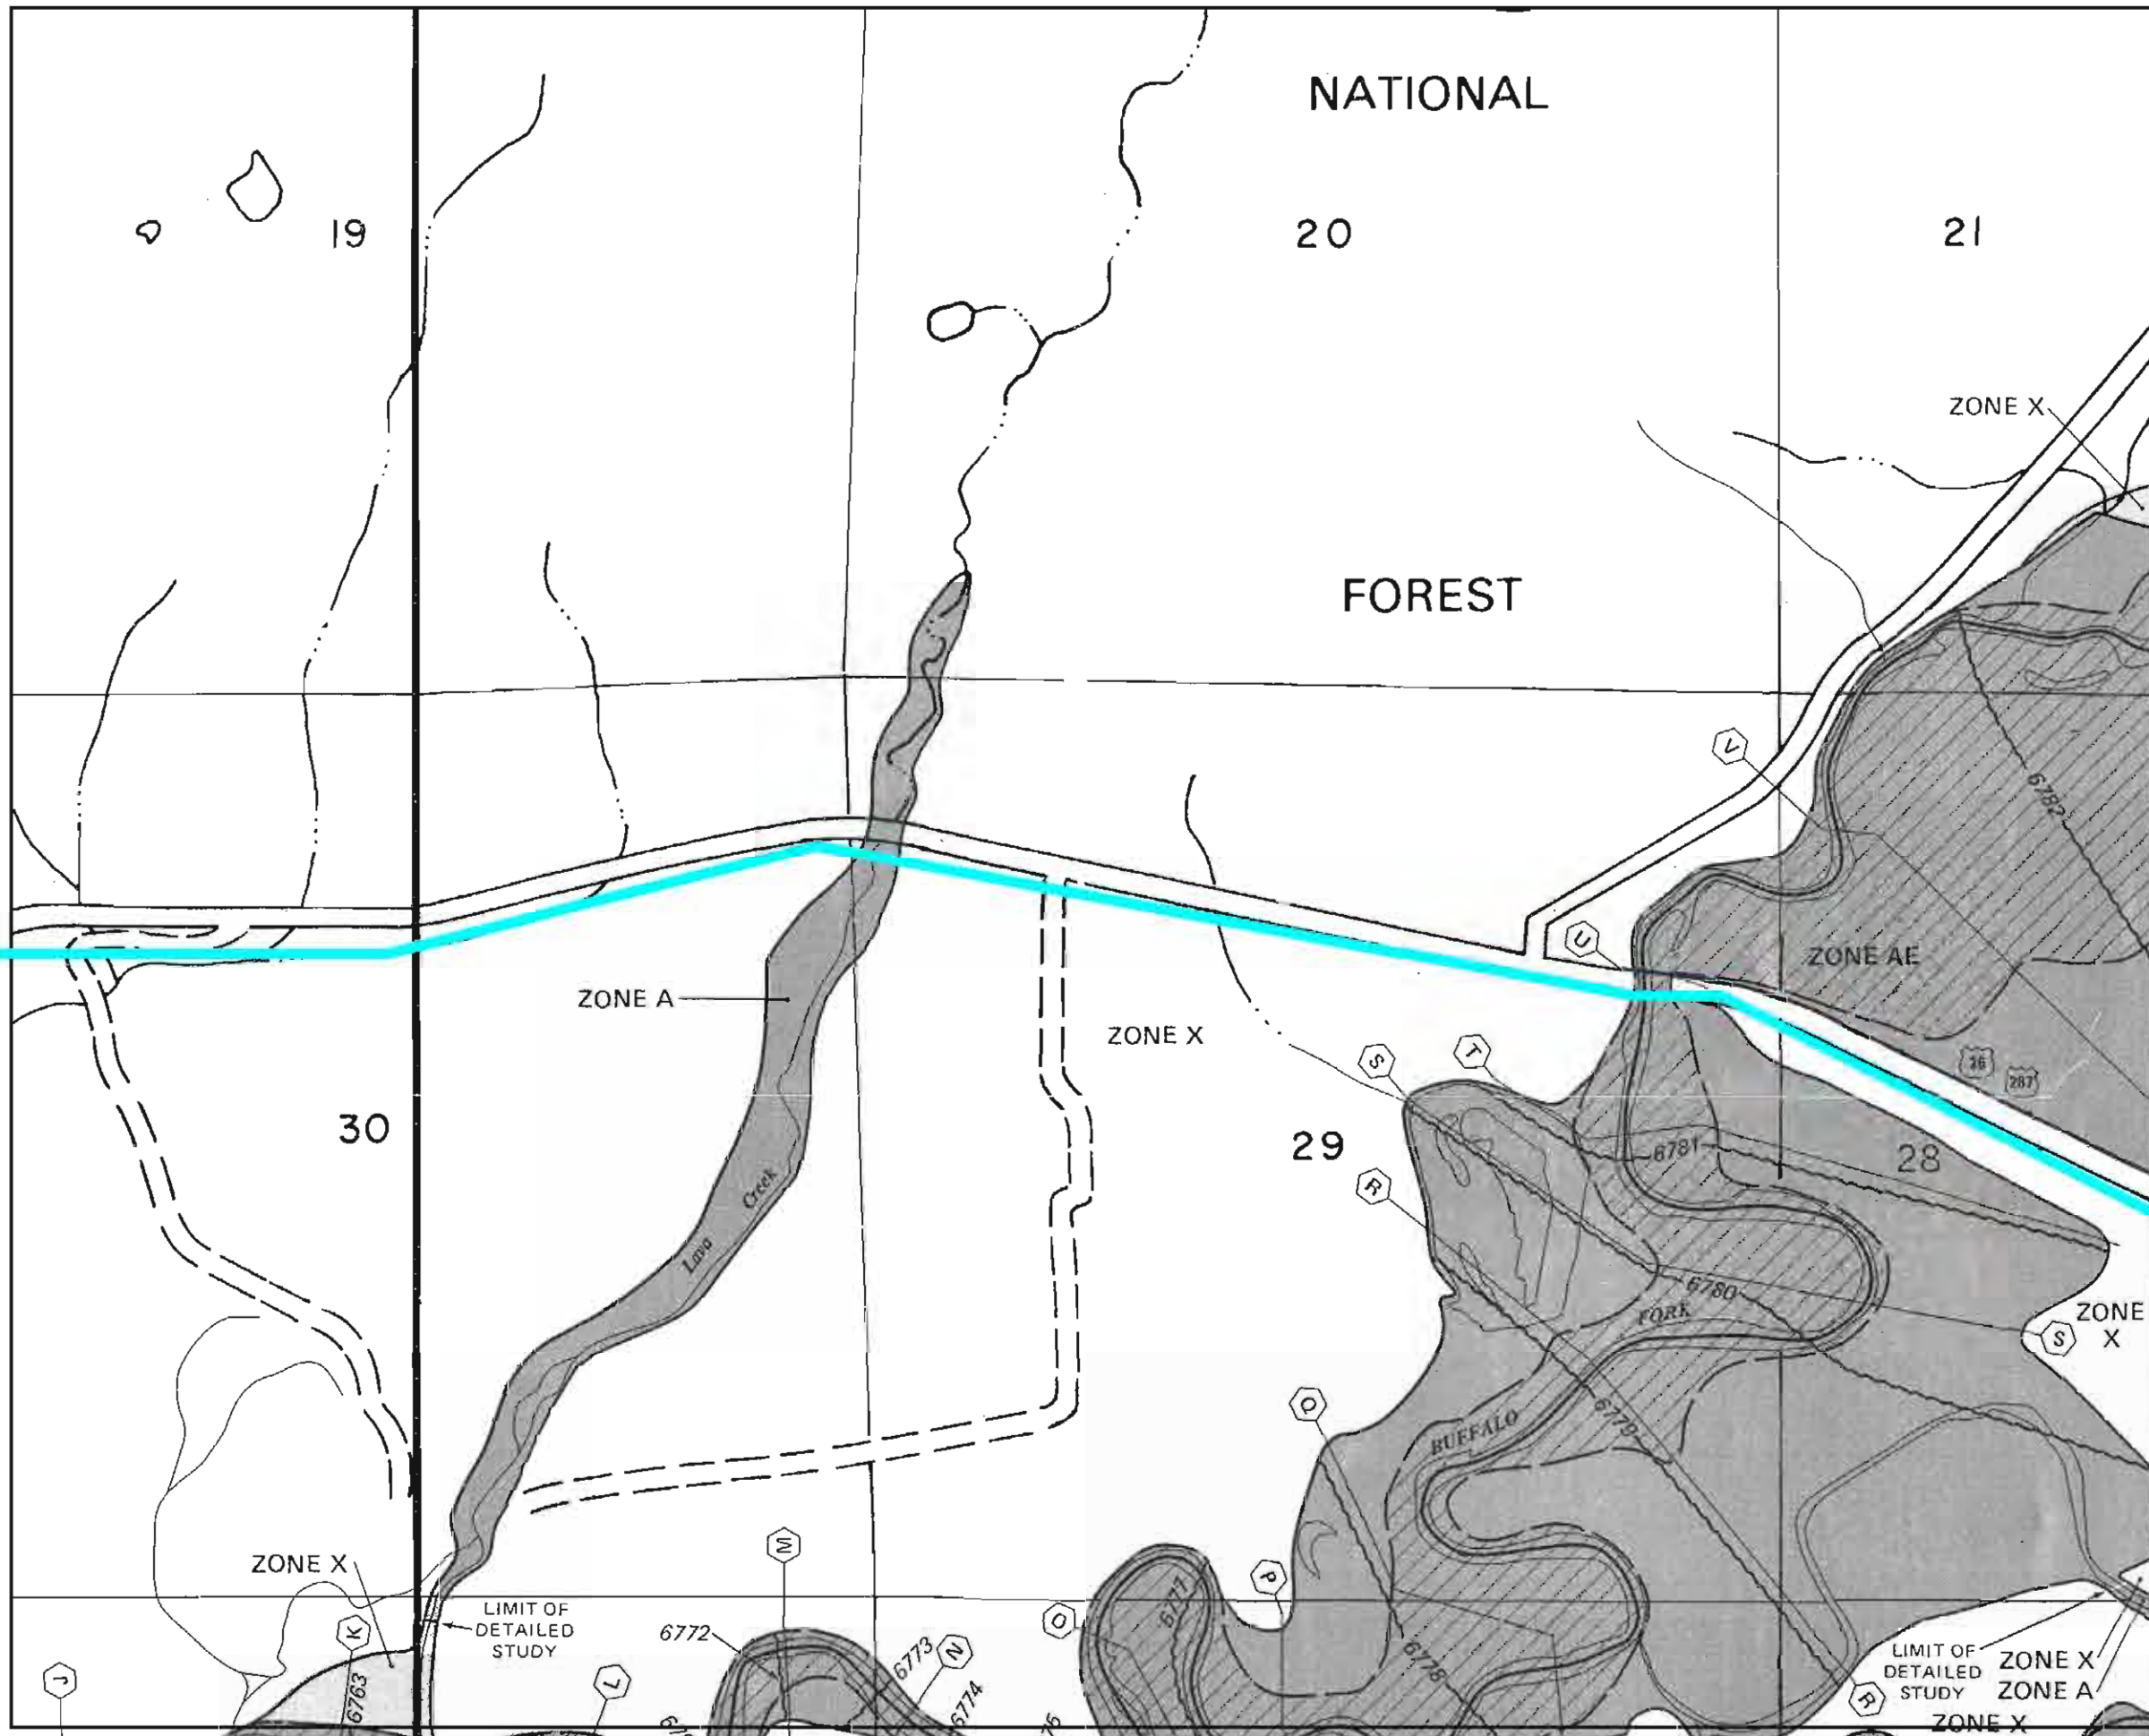 NATIONAL
19
20
21
ZONE X
FOREST
V
6782
U
ZONE AE
ZONE A
ZONE X
S
T
26
287
30
29
28
6781
R
Creek
Lava
6780
FORK
S
ZONE
X
Q
6779
BUFFALO
M
ZONE X
P
6777
LIMIT OF
DETAILED
STUDY
K
6772
6773
N
O
6778
LIMIT OF
DETAILED
STUDY
ZONE X
ZONE A
J
6763
L
6774
R
ZONE X